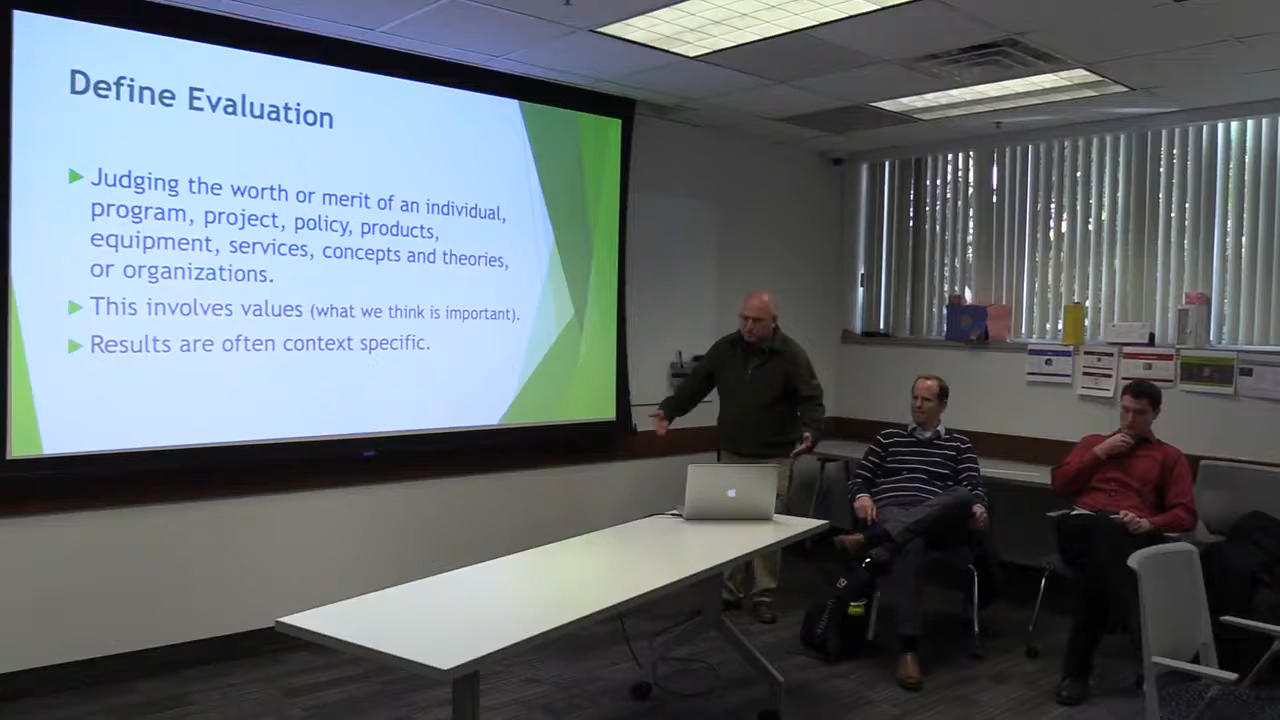 Define Evaluation
Judging the worth or merit of an individual,
program, project, policy, products,
equipment, services, concepts and theories,
or organizations.
This involves values (what we think is important).
Results are often context specific.